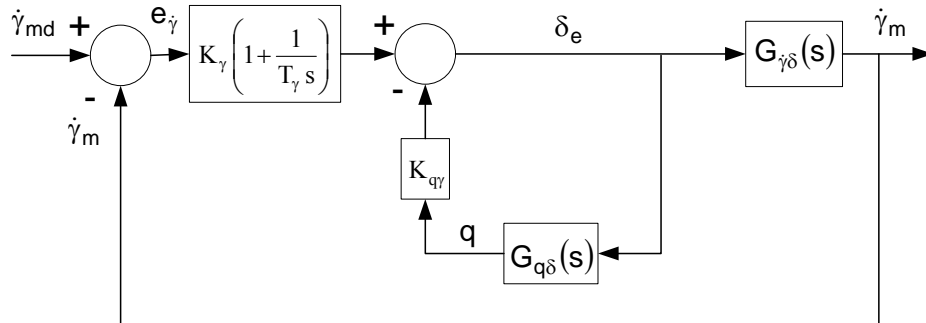 γ̇md
+
-
γ̇m
eγ̇
Kγ(1+1/(Tγ s))
+
-
δe
Kqγ
q
Gqδ(s)
Gγ̇δ(s)
γ̇m